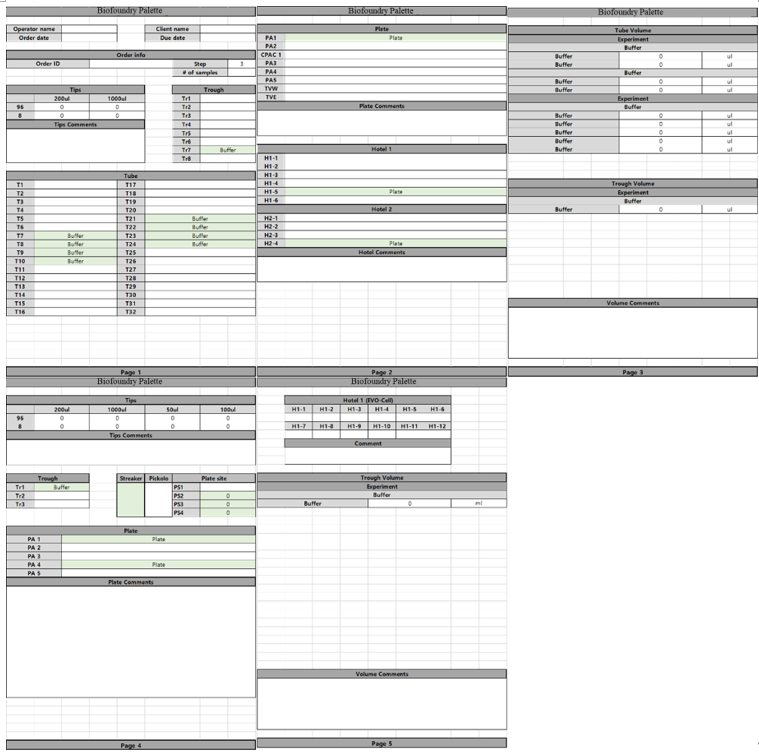 Biofoundry Palette
Operator name Client name
Order date Due date
Order info
Order ID Step 3
# of samples
Tips Trough
200ul 1000ul Tr1
96 0 0 Tr2
8 0 0 Tr3
Tips Comments Tr4
Tr5
Tr6
Tr7 Buffer
Tr8
Tube
T1 T17
T2 T18
T3 T19
T4 T20
T5 T21 Buffer
T6 T22 Buffer
T7 Buffer T23 Buffer
T8 Buffer T24 Buffer
T9 Buffer T25
T10 Buffer T26
T11 T27
T12 T28
T13 T29
T14 T30
T15 T31
T16 T32
Page 1
Biofoundry Palette
Plate
PA1 Plate
PA2
CPAC 1
PA3
PA4
PA5
TVW
TVE
Plate Comments
Hotel 1
H1-1
H1-2
H1-3
H1-4
H1-5 Plate
H1-6
Hotel 2
H2-1
H2-2
H2-3
H2-4 Plate
Hotel Comments
Page 2
Biofoundry Palette
Tube Volume
Experiment
Buffer
Buffer 0 ul
Buffer 0 ul
Buffer
Buffer 0 ul
Buffer 0 ul
Experiment
Buffer
Buffer 0 ul
Buffer 0 ul
Buffer 0 ul
Buffer 0 ul
Buffer 0 ul
Trough Volume
Experiment
Buffer
Buffer 0 ul
Volume Comments
Page 3
Biofoundry Palette
Tips
200ul 1000ul 50ul 100ul
96 0 0 0 0
8 0 0 0 0
Tips Comments
Trough Streaker Pickolo Plate site
Tr1 Buffer PS1
Tr2 PS2 0
Tr3 PS3 0
PS4 0
Plate
PA 1 Plate
PA 2
PA 3
PA 4 Plate
PA 5
Plate Comments
Page 4
Biofoundry Palette
Hotel 1 (EVO-Cell)
H1-1 H1-2 H1-3 H1-4 H1-5 H1-6
H1-7 H1-8 H1-9 H1-10 H1-11 H1-12
Comment
Trough Volume
Experiment
Buffer
Buffer 0 ml
Volume Comments
Page 5